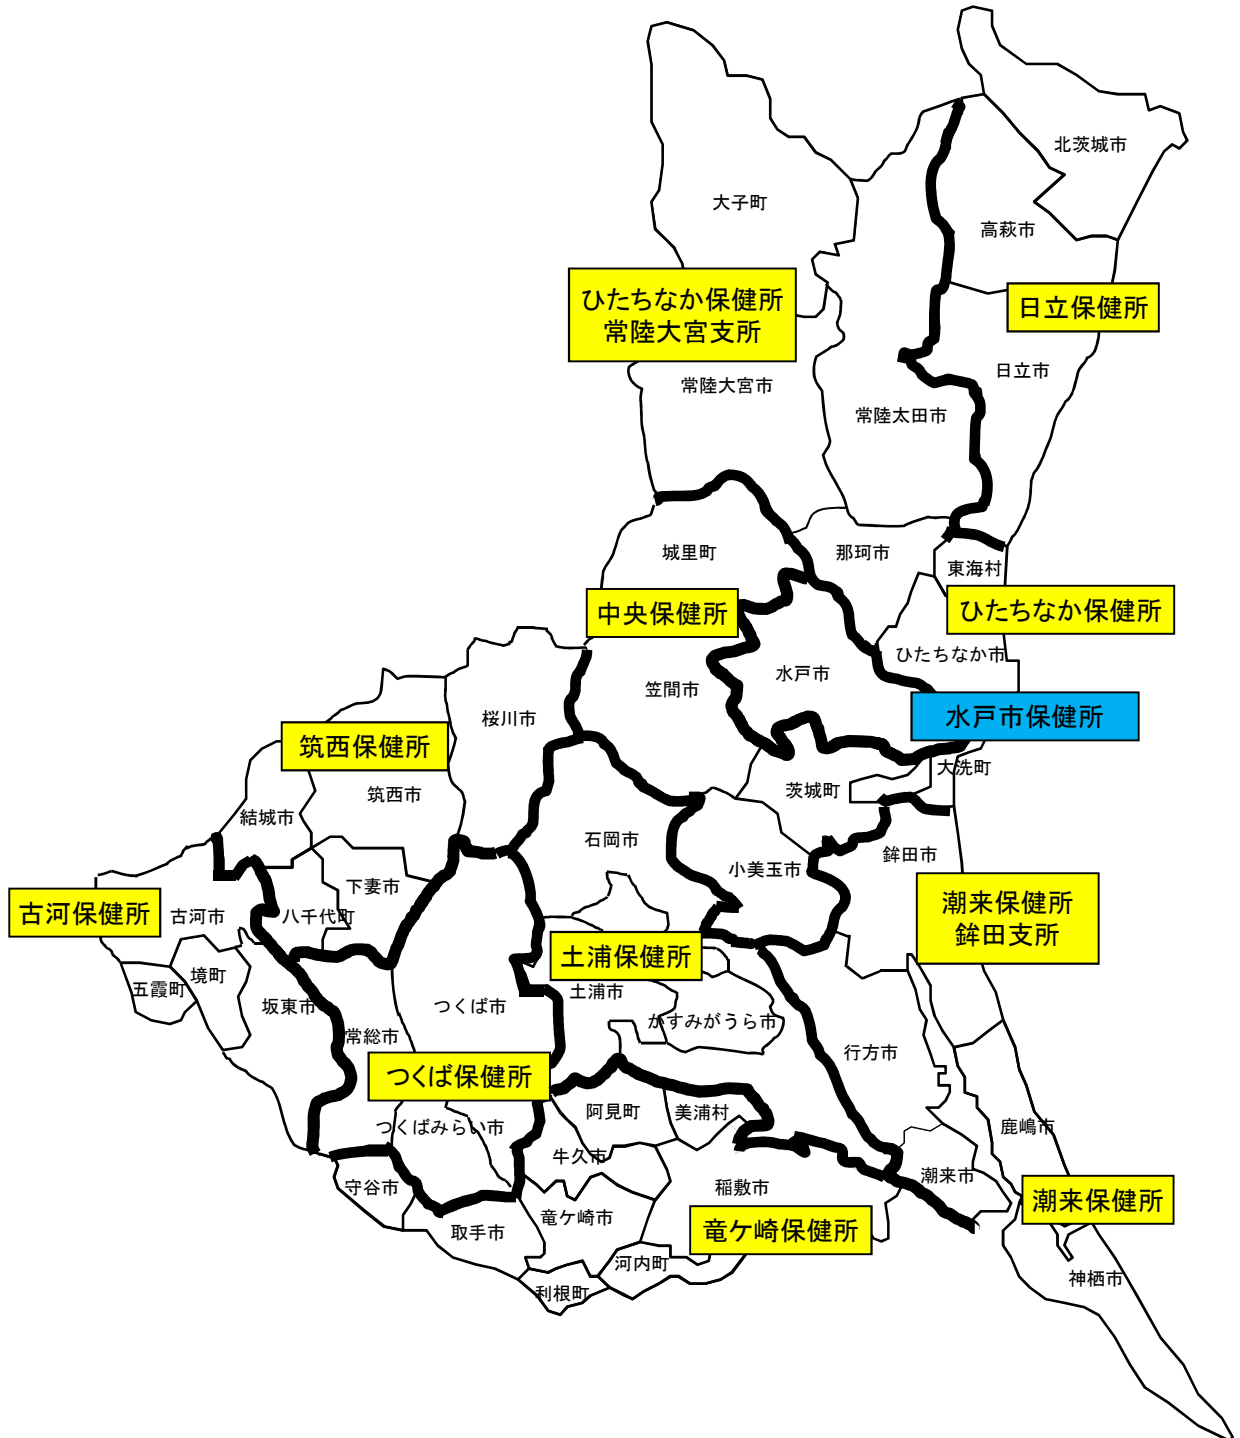 北茨城市
大子町
高萩市
ひたちなか保健所
常陸大宮支所
日立保健所
日立市
常陸大宮市
常陸太田市
城里町
那珂市
東海村
中央保健所
ひたちなか保健所
ひたちなか市
水戸市
笠間市
水戸市保健所
桜川市
筑西保健所
大洗町
茨城町
筑西市
結城市
石岡市
鉾田市
小美玉市
下妻市
潮来保健所
鉾田支所
古河保健所
古河市
八千代町
土浦保健所
境町
五霞町
土浦市
坂東市
つくば市
かすみがうら市
常総市
行方市
つくば保健所
阿見町
美浦村
つくばみらい市
鹿嶋市
牛久市
潮来市
守谷市
稲敷市
潮来保健所
竜ケ崎市
取手市
竜ケ崎保健所
河内町
神栖市
利根町